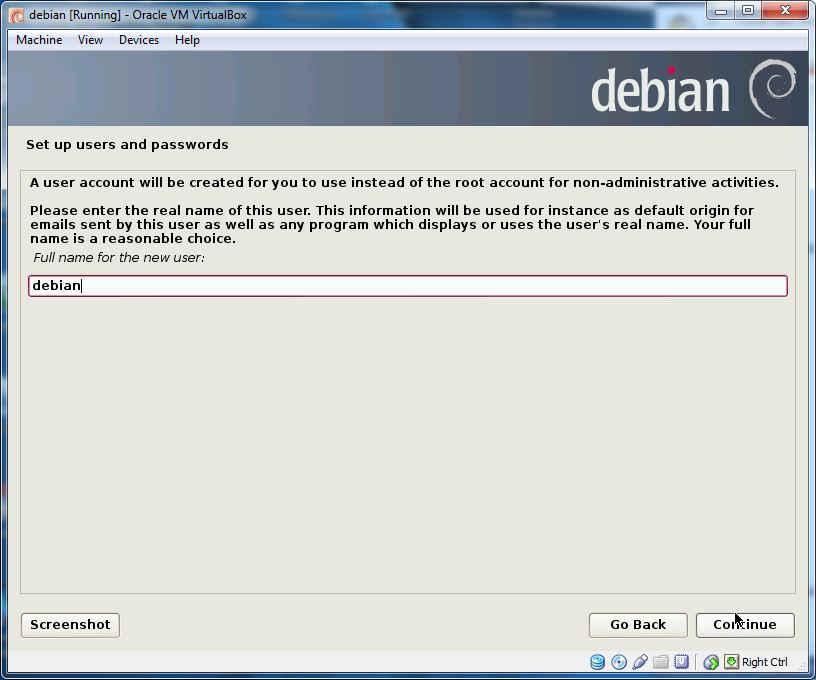 debian [Running] - Oracle VM VirtualBox
Machine View Devices Help
debian
Set up users and passwords
A user account will be created for you to use instead of the root account for non-administrative activities.
Please enter the real name of this user. This information will be used for instance as default origin for
emails sent by this user as well as any program which displays or uses the user's real name. Your full
name is a reasonable choice.
Full name for the new user:
debian
Screenshot Go Back Continue
Right Ctrl